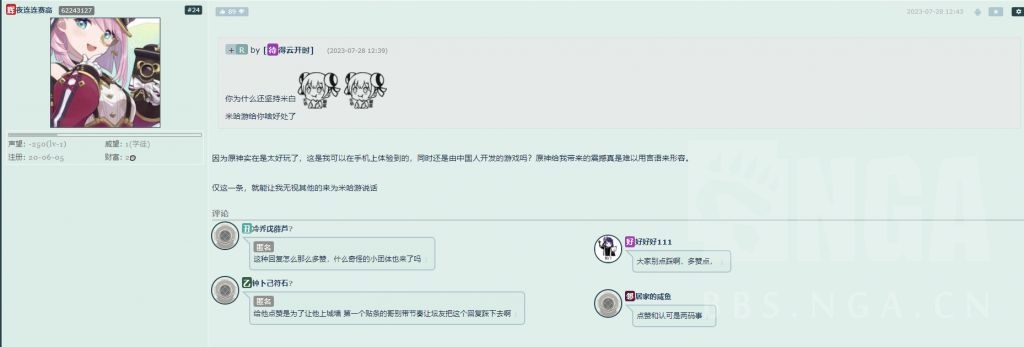 夜连连赛高 62243127 #24
声望: -250(lv-1) 威望: 1(学徒)
注册: 20-06-05 财富: 2
89 2023-07-28 12:43
+ R by [待得云开时] (2023-07-28 12:39)
你为什么还坚持米白
米哈游给你啥好处了
因为原神实在是太好玩了，这是我可以在手机上体验到的，同时还是由中国人开发的游戏吗？原神给我带来的震撼真是难以用言语来形容。
仅这一条，就能让我无视其他的来为米哈游说话
评论
匿名
这种回复怎么那么多赞，什么奇怪的小团体也来了吗
好好好好111
大家别点踩啊，多赞点，
乙钟卜己符石?
匿名
给他点赞是为了让他上城墙 第一个贴条的哥别带节奏让坛友把这个回复踩下去啊
居家的咸鱼
点赞和认可是两码事
NGA
BBS.NGA.CN